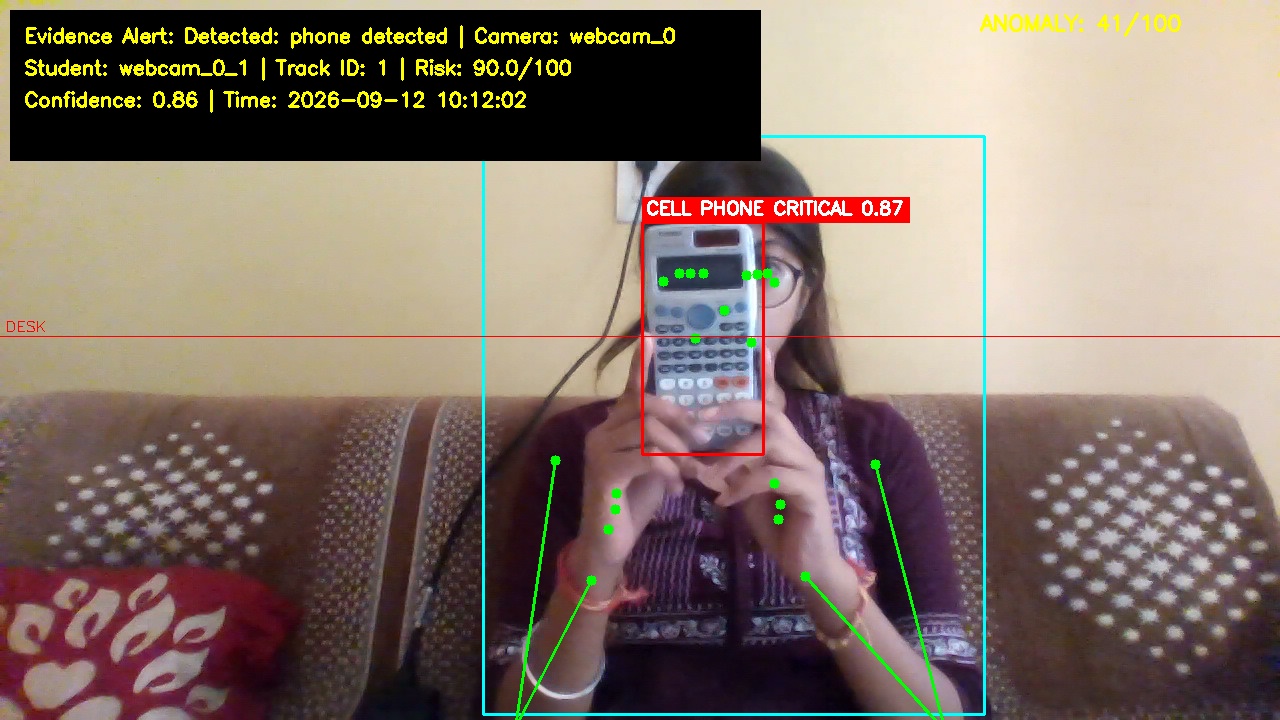 Evidence Alert: Detected: phone detected | Camera: webcam_0
ANOMALY: 41/100
Student: webcam_0_1 | Track ID: 1 | Risk: 90.0/100
Confidence: 0.86 | Time: 2026-09-12 10:12:02
CELL PHONE CRITICAL 0.87
DESK